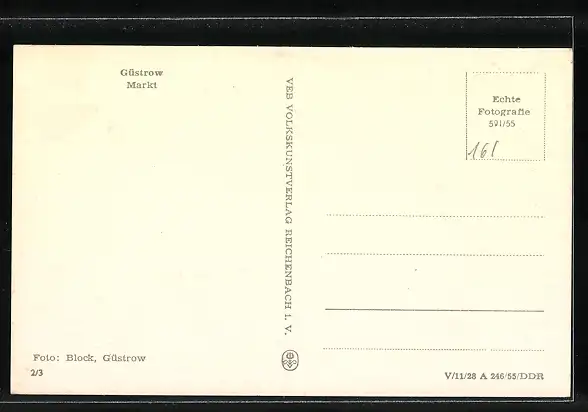 Güstrow
Markt
VEB VOLKSKUNSTVERLAG REICHENBACH I. V.
Echte
Fotografie
591/55
161
Foto: Block, Güstrow
2/3
V/11/28 A 246/55/DDR